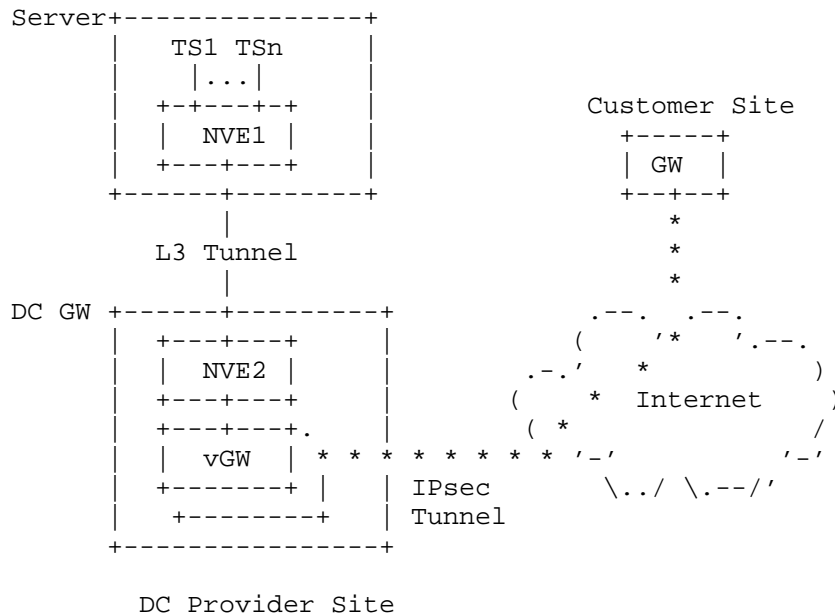 Server
TS1 TSn
...
Customer Site
NVE1
GW
L3 Tunnel
DC GW
NVE2
Internet
vGW
IPsec
Tunnel
DC Provider Site